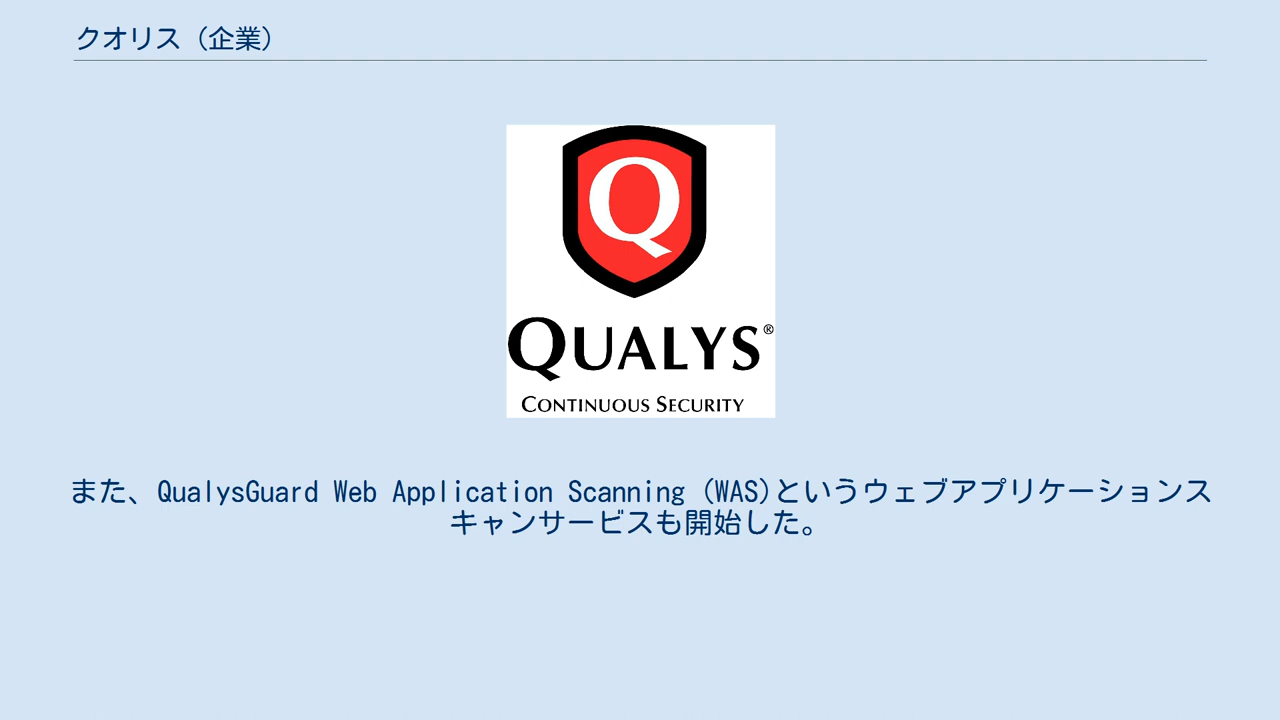 クオリス（企業）
Q
QUALYS®
CONTINUOUS SECURITY
また、QualysGuard Web Application Scanning (WAS)というウェブアプリケーションス
キャンサービスも開始した。